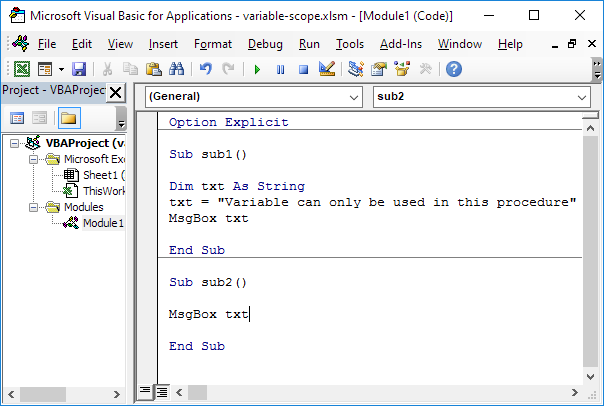 Microsoft Visual Basic for Applications - variable-scope.xlsm - [Module1 (Code)]
File Edit View Insert Format Debug Run Tools Add-Ins Window Help
Project - VBAProject
(General) sub2
VBAProject (va
Microsoft Exc
Sheet1 (
ThisWork
Modules
Module1
Option Explicit
Sub sub1()
Dim txt As String
txt = "Variable can only be used in this procedure"
MsgBox txt
End Sub
Sub sub2()
MsgBox txt
End Sub